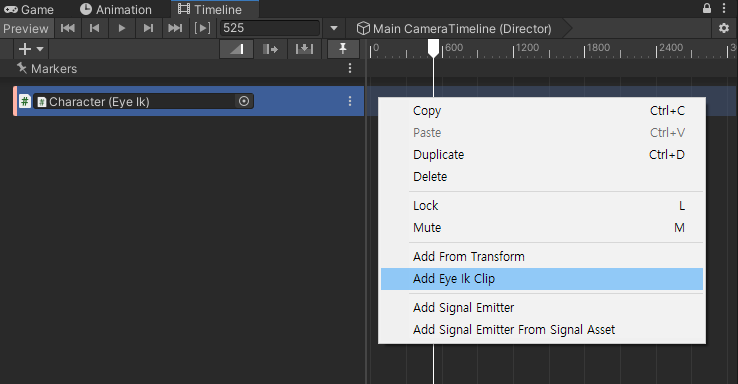 Game Animation Timeline
Preview 525 Main CameraTimeline (Director)
0 600 1200 1800 2400 3
Markers
# # Character (Eye Ik)
Copy Ctrl+C
Paste Ctrl+V
Duplicate Ctrl+D
Delete
Lock L
Mute M
Add From Transform
Add Eye Ik Clip
Add Signal Emitter
Add Signal Emitter From Signal Asset